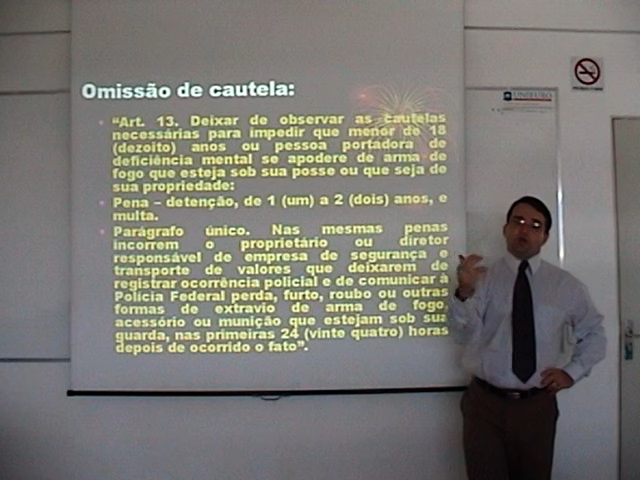 Omissão de cautela:
"Art. 13. Deixar de observar as cautelas
necessárias para impedir que menor de 18
(dezoito) anos ou pessoa portadora de
deficiência mental se apodere de arma de
fogo que esteja sob sua posse ou que seja de
sua propriedade:
Pena – detenção, de 1 (um) a 2 (dois) anos, e
multa.
Parágrafo único. Nas mesmas penas
incorrem o proprietário ou diretor
responsável de empresa de segurança e
transporte de valores que deixarem de
registrar ocorrência policial e de comunicar à
Polícia Federal perda, furto, roubo ou outras
formas de extravio de arma de fogo,
acessório ou munição que estejam sob sua
guarda, nas primeiras 24 (vinte quatro) horas
depois de ocorrido o fato".
UNIEURO